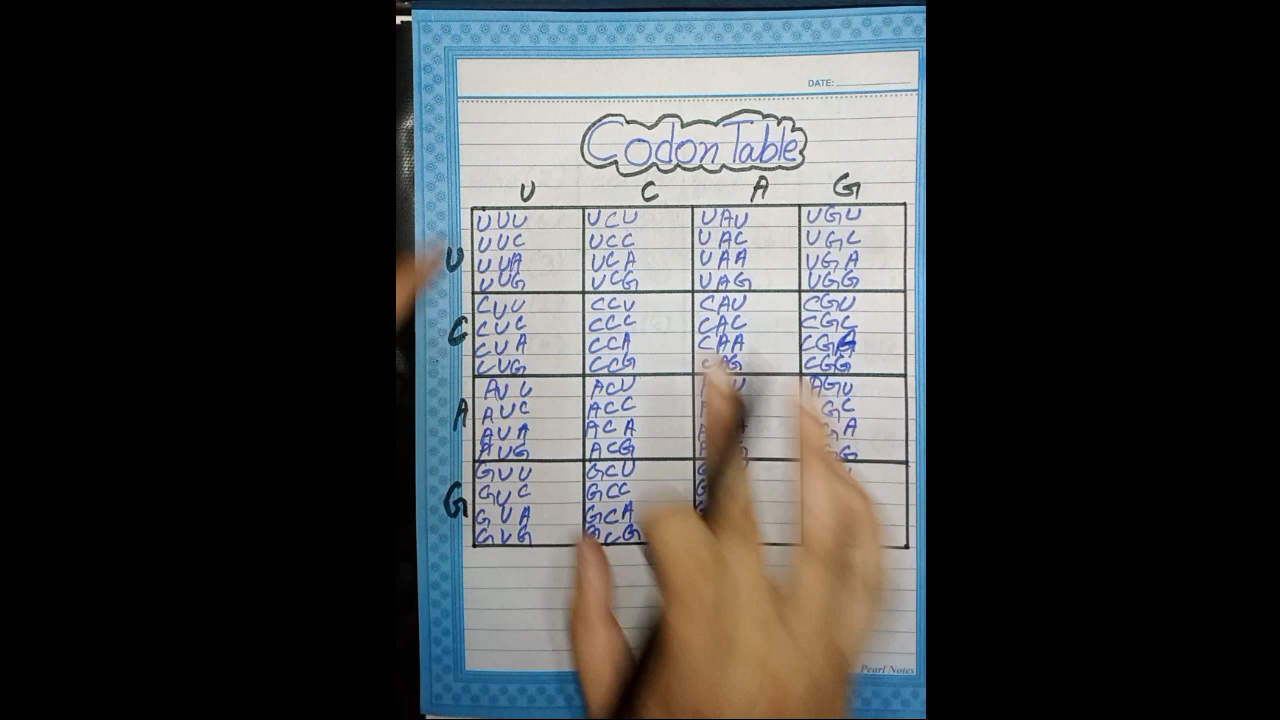 DATE:
Codon Table
U C A G
UUU UCU UAU UGU
UUC UCC UAC UGC
U UUA UCA UAA UGA
UUG UCG UAG UGG
CUU CCU CAU CGU
C CUC CCC CAC CGC
CUA CCA CAA CGA
CUG CCG CAG CGG
AUU ACU AGU
A AUC ACC GC
AUA ACA A
AUG ACG G
GUU GCU
G GUC GCC
GUA GCA
GUG GCG
Pearl Notes